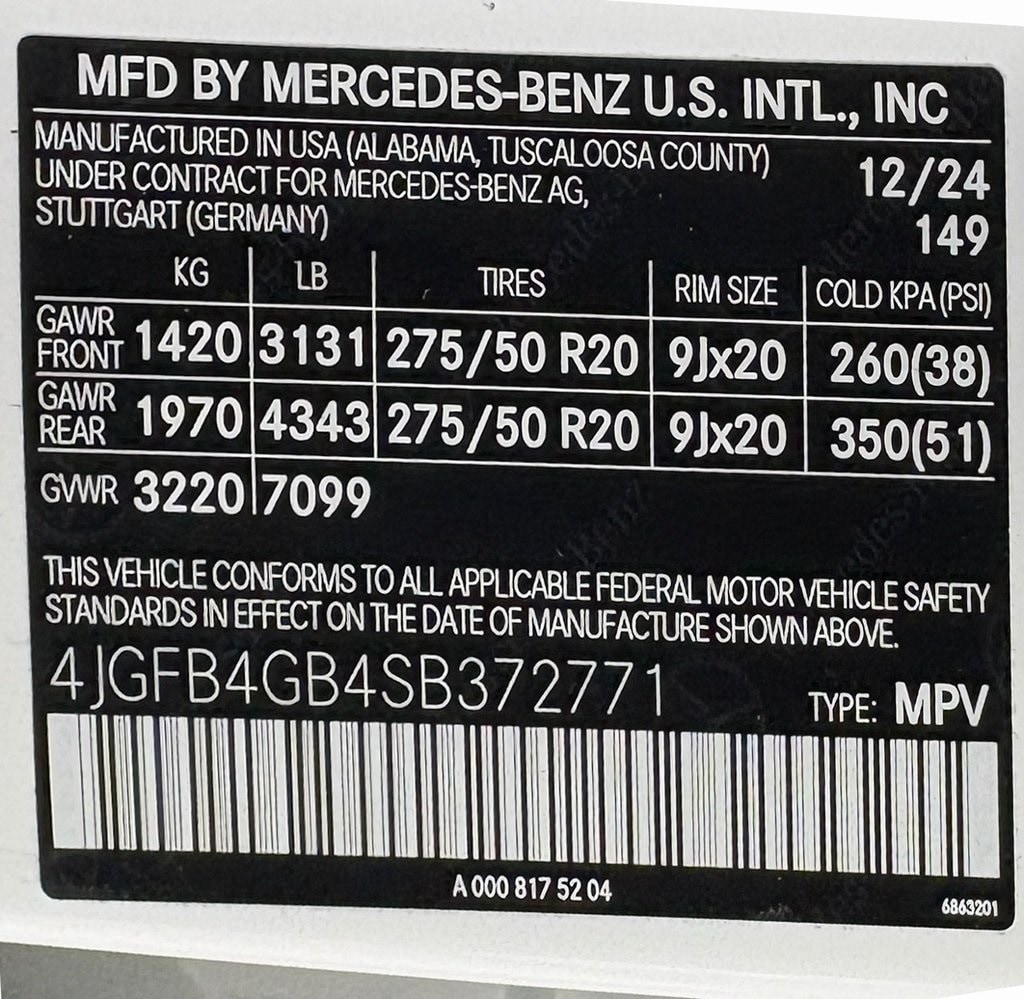 MFD BY MERCEDES-BENZ U.S. INTL., INC
MANUFACTURED IN USA (ALABAMA, TUSCALOOSA COUNTY)
UNDER CONTRACT FOR MERCEDES-BENZ AG,
STUTTGART (GERMANY)
12/24
149
KG LB TIRES RIM SIZE COLD KPA (PSI)
GAWR FRONT 1420 3131 275/50 R20 9Jx20 260(38)
GAWR REAR 1970 4343 275/50 R20 9Jx20 350(51)
GVWR 3220 7099
THIS VEHICLE CONFORMS TO ALL APPLICABLE FEDERAL MOTOR VEHICLE SAFETY
STANDARDS IN EFFECT ON THE DATE OF MANUFACTURE SHOWN ABOVE.
4JGFB4GB4SB372771 TYPE: MPV
A 000 817 52 04
6863201